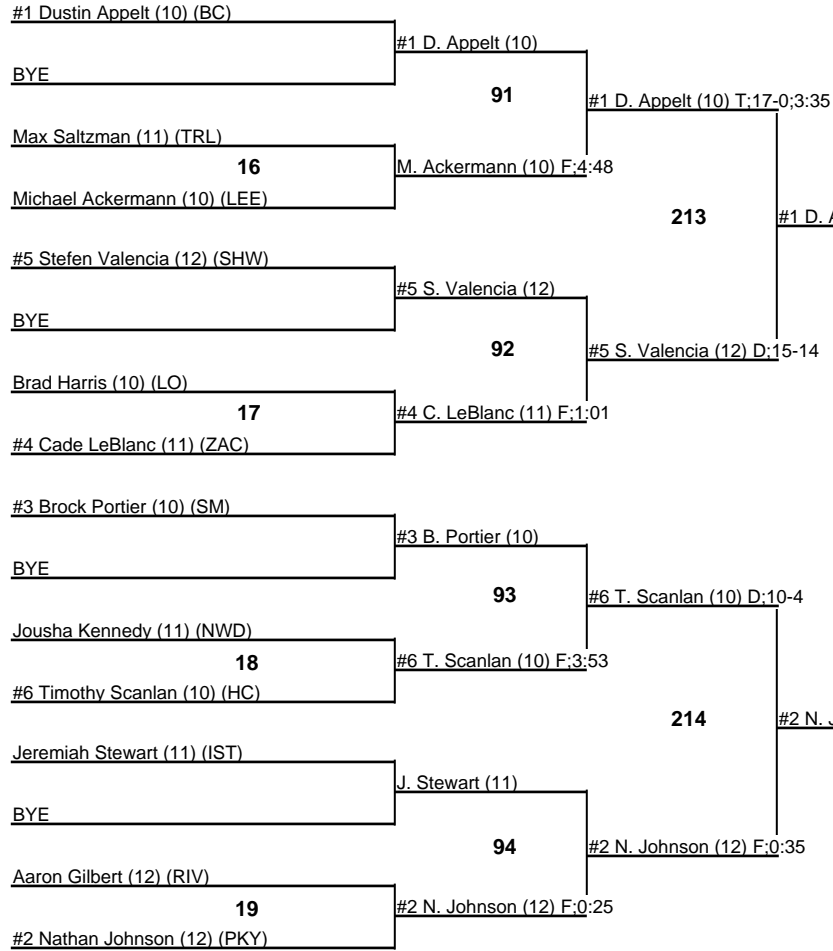 #1 Dustin Appelt (10) (BC)
#1 D. Appelt (10)
BYE
91
#1 D. Appelt (10) T;17-0;3:35
Max Saltzman (11) (TRL)
16
M. Ackermann (10) F;4:48
Michael Ackermann (10) (LEE)
213
#1 D.
#5 Stefen Valencia (12) (SHW)
#5 S. Valencia (12)
BYE
92
#5 S. Valencia (12) D;15-14
Brad Harris (10) (LO)
17
#4 C. LeBlanc (11) F;1:01
#4 Cade LeBlanc (11) (ZAC)
#3 Brock Portier (10) (SM)
#3 B. Portier (10)
BYE
93
#6 T. Scanlan (10) D;10-4
Jousha Kennedy (11) (NWD)
18
#6 T. Scanlan (10) F;3:53
#6 Timothy Scanlan (10) (HC)
214
#2 N.
Jeremiah Stewart (11) (IST)
J. Stewart (11)
BYE
94
#2 N. Johnson (12) F;0:35
Aaron Gilbert (12) (RIV)
19
#2 N. Johnson (12) F;0:25
#2 Nathan Johnson (12) (PKY)